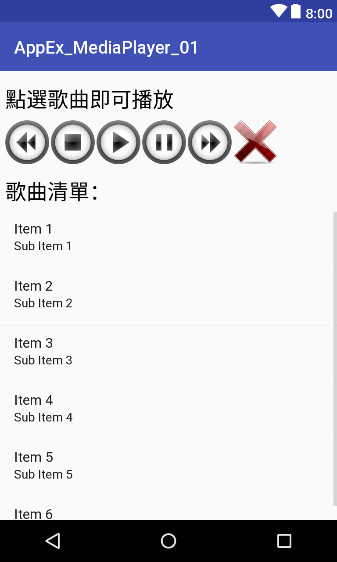 8:00
AppEx_MediaPlayer_01
點選歌曲即可播放
歌曲清單：
Item 1
Sub Item 1
Item 2
Sub Item 2
Item 3
Sub Item 3
Item 4
Sub Item 4
Item 5
Sub Item 5
Item 6